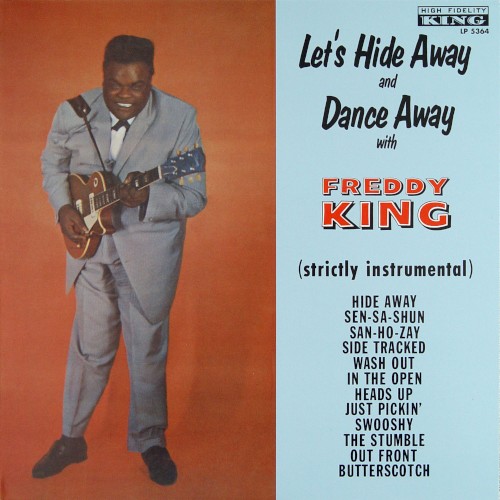 HIGH FIDELITY
KING
LP 5364
Let's Hide Away
and
Dance Away
with
FREDDY
KING
(strictly instrumental)
HIDE AWAY
SEN-SA-SHUN
SAN-HO-ZAY
SIDE TRACKED
WASH OUT
IN THE OPEN
HEADS UP
JUST PICKIN'
SWOOSHY
THE STUMBLE
OUT FRONT
BUTTERSCOTCH